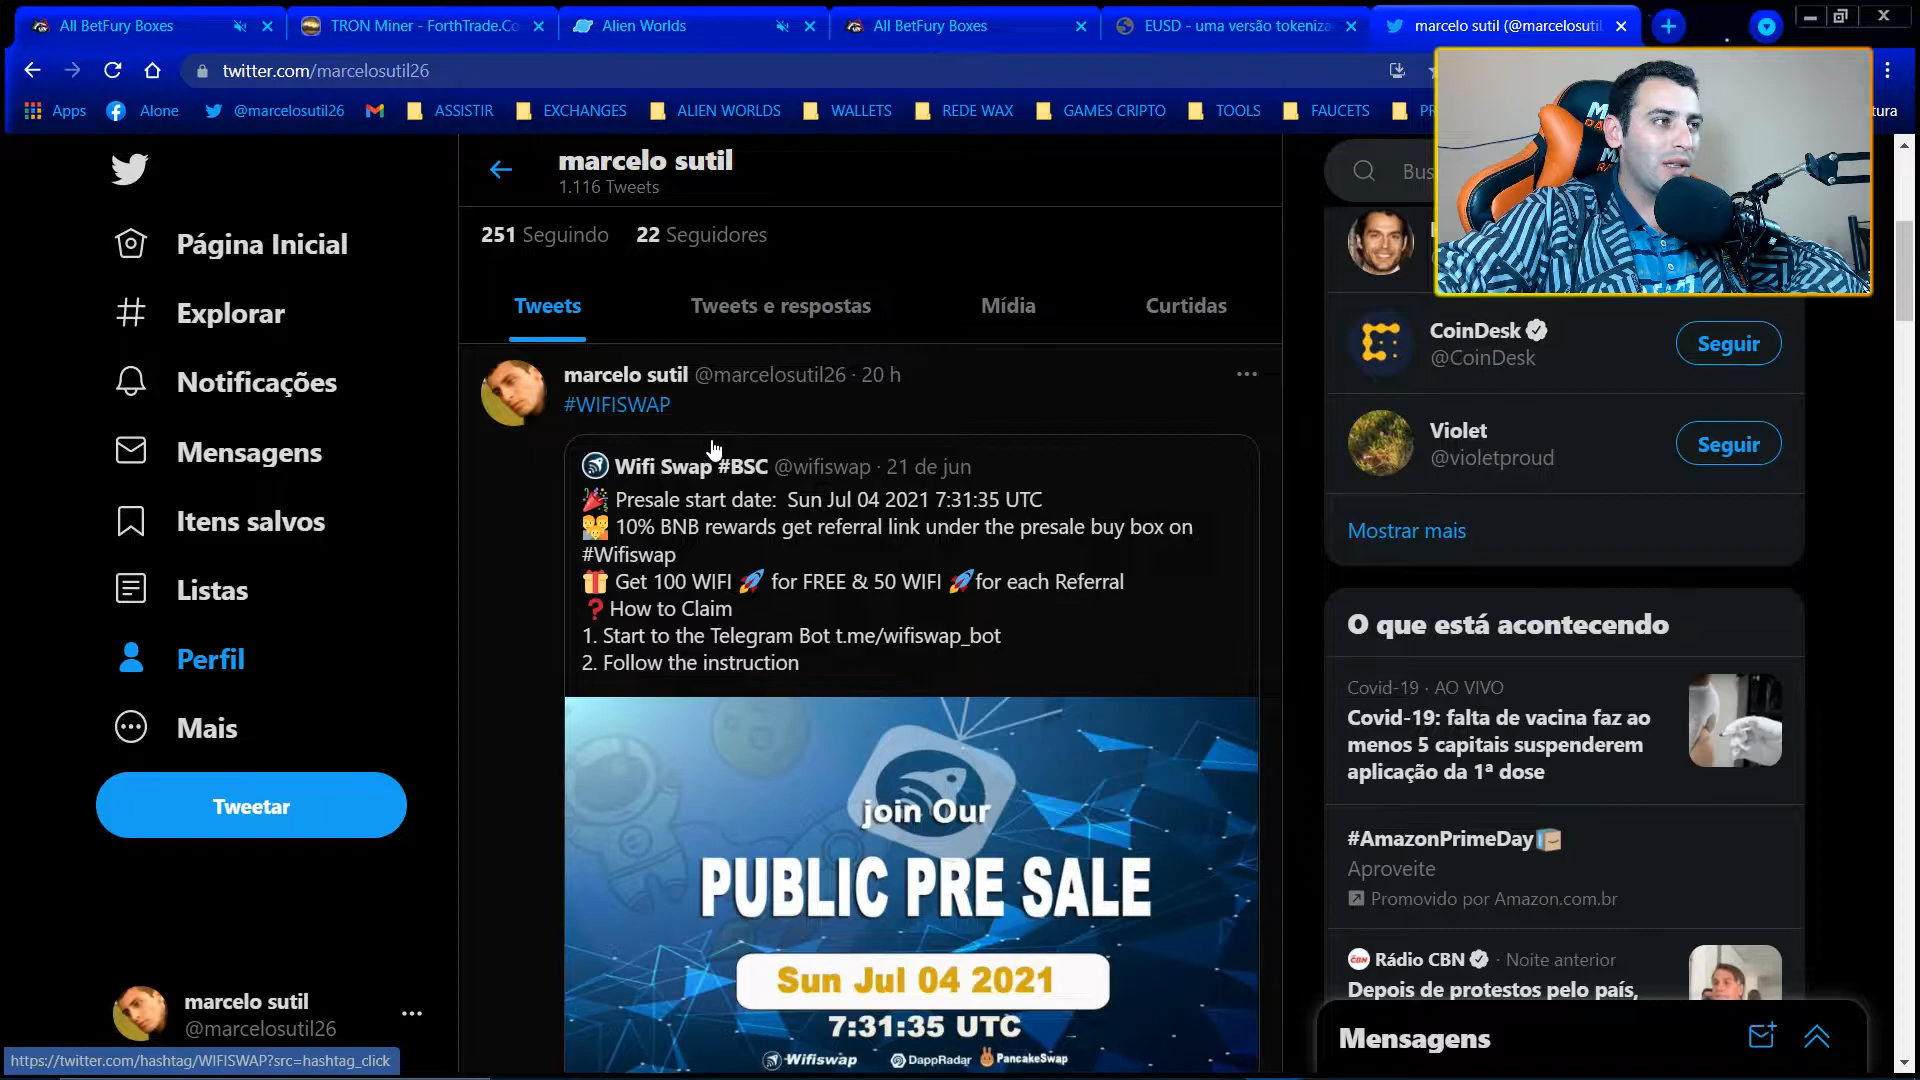 All BetFury Boxes
TRON Miner - ForthTrade.Co
Alien Worlds
All BetFury Boxes
EUSD - uma versão tokeniza
marcelo sutil (@marcelosutil
twitter.com/marcelosutil26
Apps
Alone
@marcelosutil26
ASSISTIR
EXCHANGES
ALIEN WORLDS
WALLETS
REDE WAX
GAMES CRIPTO
TOOLS
FAUCETS
tura
Página Inicial
Explorar
Notificações
Mensagens
Itens salvos
Listas
Perfil
Mais
Tweetar
marcelo sutil
@marcelosutil26
https://twitter.com/hashtag/WIFISWAP?src=hashtag_click
marcelo sutil
1.116 Tweets
251 Seguindo 22 Seguidores
Tweets
Tweets e respostas
Mídia
Curtidas
marcelo sutil @marcelosutil26 · 20 h
#WIFISWAP
Wifi Swap #BSC @wifiswap · 21 de jun
🎉 Presale start date: Sun Jul 04 2021 7:31:35 UTC
👫 10% BNB rewards get referral link under the presale buy box on
#Wifiswap
🎁 Get 100 WIFI 🚀 for FREE & 50 WIFI 🚀for each Referral
❓How to Claim
1. Start to the Telegram Bot t.me/wifiswap_bot
2. Follow the instruction
join Our
PUBLIC PRE SALE
Sun Jul 04 2021
7:31:35 UTC
Wifiswap
DappRadar
PancakeSwap
Bus
CoinDesk
@CoinDesk
Seguir
Violet
@violetproud
Seguir
Mostrar mais
O que está acontecendo
Covid-19 · AO VIVO
Covid-19: falta de vacina faz ao
menos 5 capitais suspenderem
aplicação da 1ª dose
#AmazonPrimeDay
Aproveite
Promovido por Amazon.com.br
Rádio CBN · Noite anterior
Depois de protestos pelo país,
Mensagens